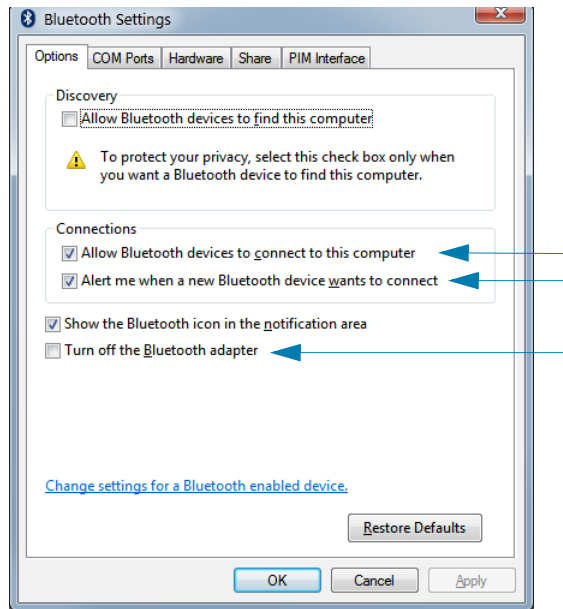 Bluetooth Settings
Options COM Ports Hardware Share PIM Interface
Discovery
Allow Bluetooth devices to find this computer
To protect your privacy, select this check box only when
you want a Bluetooth device to find this computer.
Connections
Allow Bluetooth devices to connect to this computer
Alert me when a new Bluetooth device wants to connect
Show the Bluetooth icon in the notification area
Turn off the Bluetooth adapter
Change settings for a Bluetooth enabled device.
Restore Defaults
OK Cancel Apply